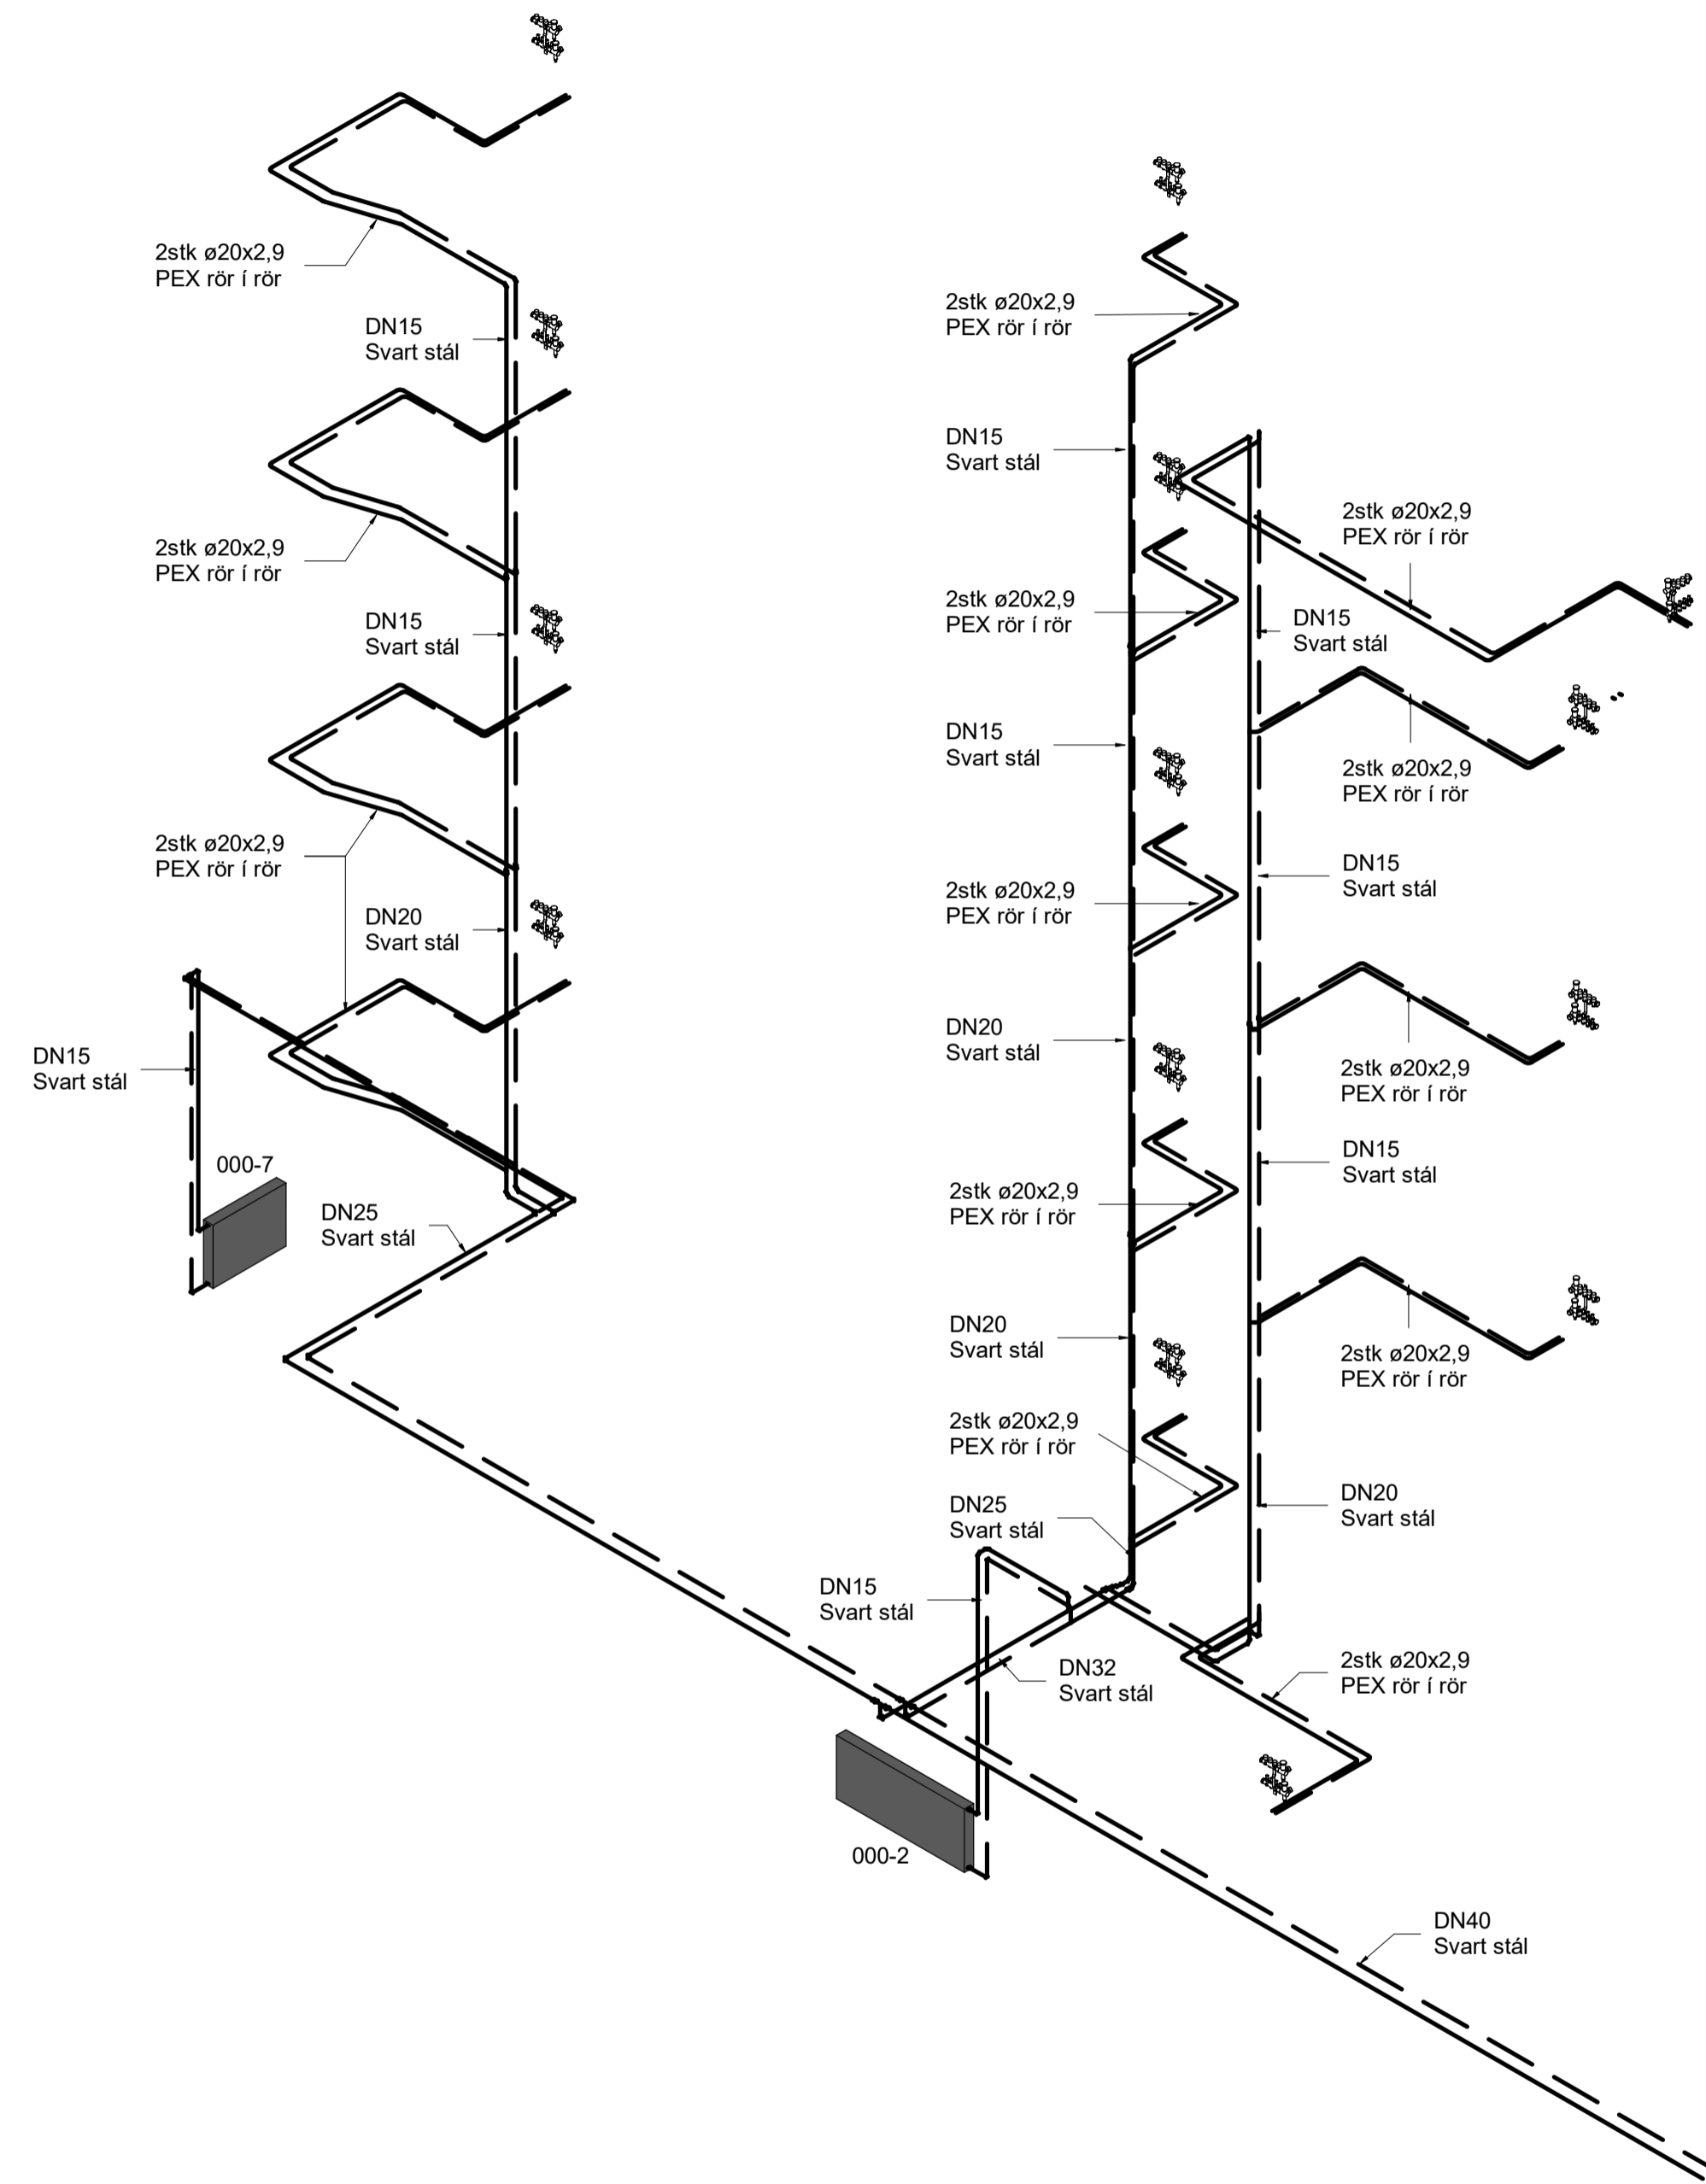 2stk ø20x2,9
PEX rör í rör
DN15
Svart stál
2stk ø20x2,9
PEX rör í rör
DN15
Svart stál
2stk ø20x2,9
PEX rör í rör
DN20
Svart stál
DN15
Svart stál
000-7
DN25
Svart stál
2stk ø20x2,9
PEX rör í rör
DN15
Svart stál
2stk ø20x2,9
PEX rör í rör
2stk ø20x2,9
PEX rör í rör
DN15
Svart stál
DN15
Svart stál
2stk ø20x2,9
PEX rör í rör
2stk ø20x2,9
PEX rör í rör
DN15
Svart stál
DN20
Svart stál
2stk ø20x2,9
PEX rör í rör
2stk ø20x2,9
PEX rör í rör
DN15
Svart stál
DN20
Svart stál
2stk ø20x2,9
PEX rör í rör
2stk ø20x2,9
PEX rör í rör
DN25
Svart stál
DN20
Svart stál
DN15
Svart stál
DN32
Svart stál
2stk ø20x2,9
PEX rör í rör
000-2
DN40
Svart stál